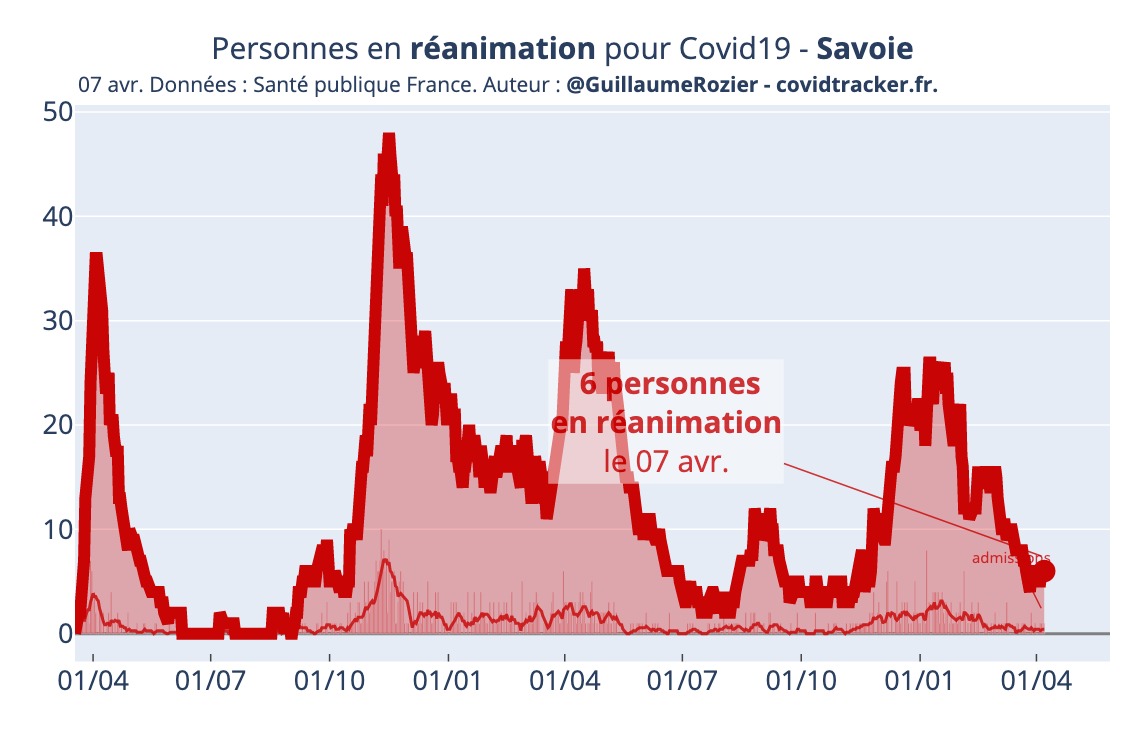 Personnes en réanimation pour Covid19 - Savoie
07 avr. Données : Santé publique France. Auteur : @GuillaumeRozier - covidtracker.fr.
50
40
30
20
10
0
6 personnes
en réanimation
le 07 avr.
admissions
01/04 01/07 01/10 01/01 01/04 01/07 01/10 01/01 01/04